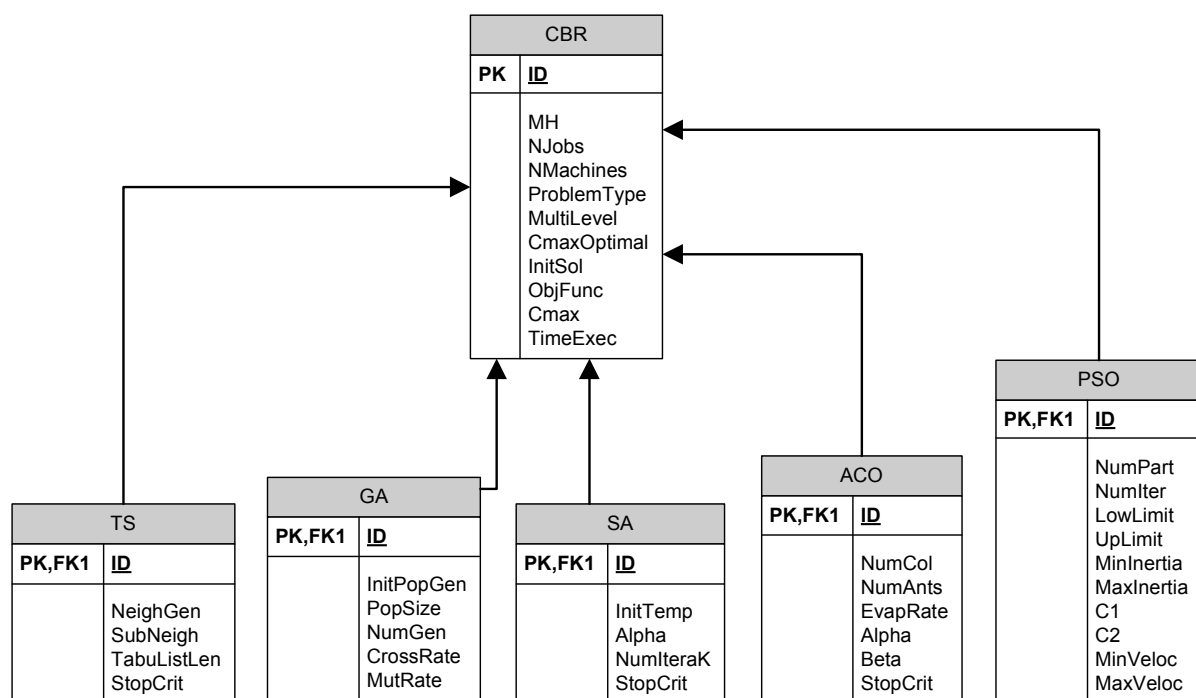 CBR
PK ID
MH
NJobs
NMachines
ProblemType
MultiLevel
CmaxOptimal
InitSol
ObjFunc
Cmax
TimeExec
TS
PK,FK1 ID
NeighGen
SubNeigh
TabuListLen
StopCrit
GA
PK,FK1 ID
InitPopGen
PopSize
NumGen
CrossRate
MutRate
SA
PK,FK1 ID
InitTemp
Alpha
NumIteraK
StopCrit
ACO
PK,FK1 ID
NumCol
NumAnts
EvapRate
Alpha
Beta
StopCrit
PSO
PK,FK1 ID
NumPart
NumIter
LowLimit
UpLimit
MinInertia
MaxInertia
C1
C2
MinVeloc
MaxVeloc